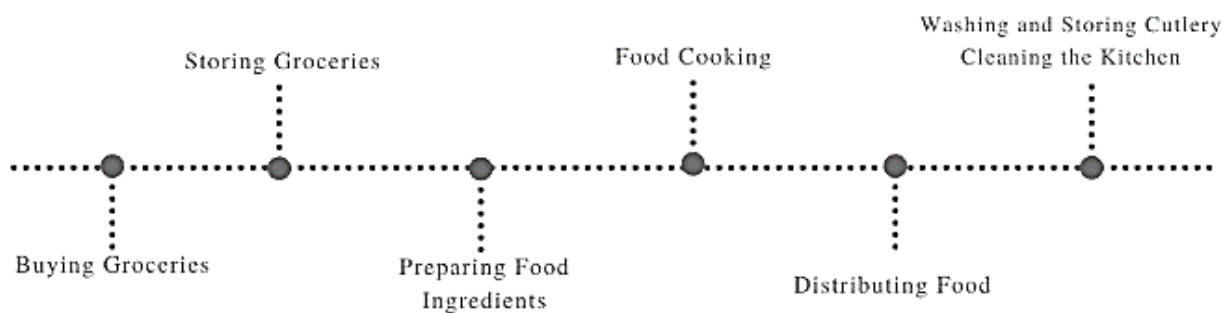 Washing and Storing Cutlery
Cleaning the Kitchen
Storing Groceries
Food Cooking
Buying Groceries
Preparing Food
Ingredients
Distributing Food